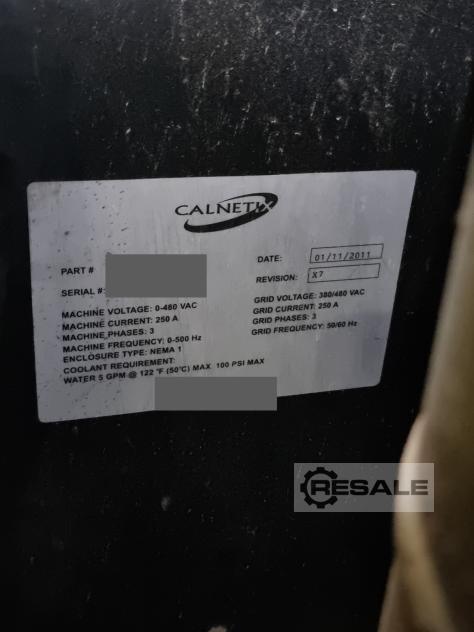 CALNETIX
PART #
SERIAL #:
DATE: 01/11/2011
REVISION: X7
MACHINE VOLTAGE: 0-480 VAC
MACHINE CURRENT: 250 A
MACHINE PHASES: 3
MACHINE FREQUENCY: 0-500 Hz
ENCLOSURE TYPE: NEMA 1
COOLANT REQUIREMENT:
WATER 5 GPM @ 122 °F (50°C) MAX 100 PSI MAX
GRID VOLTAGE: 380/480 VAC
GRID CURRENT: 250 A
GRID PHASES: 3
GRID FREQUENCY: 50/60 Hz
RESALE